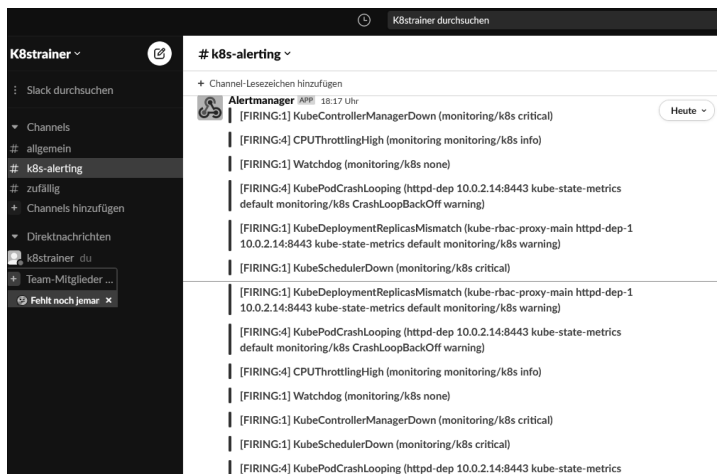 K8strainer durchsuchen
K8strainer
Slack durchsuchen
Channels
# allgemein
# k8s-alerting
# zufällig
+ Channels hinzufügen
Direktnachrichten
k8strainer du
+ Team-Mitglieder ...
Fehlt noch jemar ×
# k8s-alerting
+ Channel-Lesezeichen hinzufügen
Alertmanager APP 18:17 Uhr
Heute
[FIRING:1] KubeControllerManagerDown (monitoring/k8s critical)
[FIRING:4] CPUThrottlingHigh (monitoring monitoring/k8s info)
[FIRING:1] Watchdog (monitoring/k8s none)
[FIRING:4] KubePodCrashLooping (httpd-dep 10.0.2.14:8443 kube-state-metrics
default monitoring/k8s CrashLoopBackOff warning)
[FIRING:1] KubeDeploymentReplicasMismatch (kube-rbac-proxy-main httpd-dep-1
10.0.2.14:8443 kube-state-metrics default monitoring/k8s warning)
[FIRING:1] KubeSchedulerDown (monitoring/k8s critical)
[FIRING:1] KubeDeploymentReplicasMismatch (kube-rbac-proxy-main httpd-dep-1
10.0.2.14:8443 kube-state-metrics default monitoring/k8s warning)
[FIRING:4] KubePodCrashLooping (httpd-dep 10.0.2.14:8443 kube-state-metrics
default monitoring/k8s CrashLoopBackOff warning)
[FIRING:4] CPUThrottlingHigh (monitoring monitoring/k8s info)
[FIRING:1] Watchdog (monitoring/k8s none)
[FIRING:1] KubeControllerManagerDown (monitoring/k8s critical)
[FIRING:1] KubeSchedulerDown (monitoring/k8s critical)
[FIRING:4] KubePodCrashLooping (httpd-dep 10.0.2.14:8443 kube-state-metrics